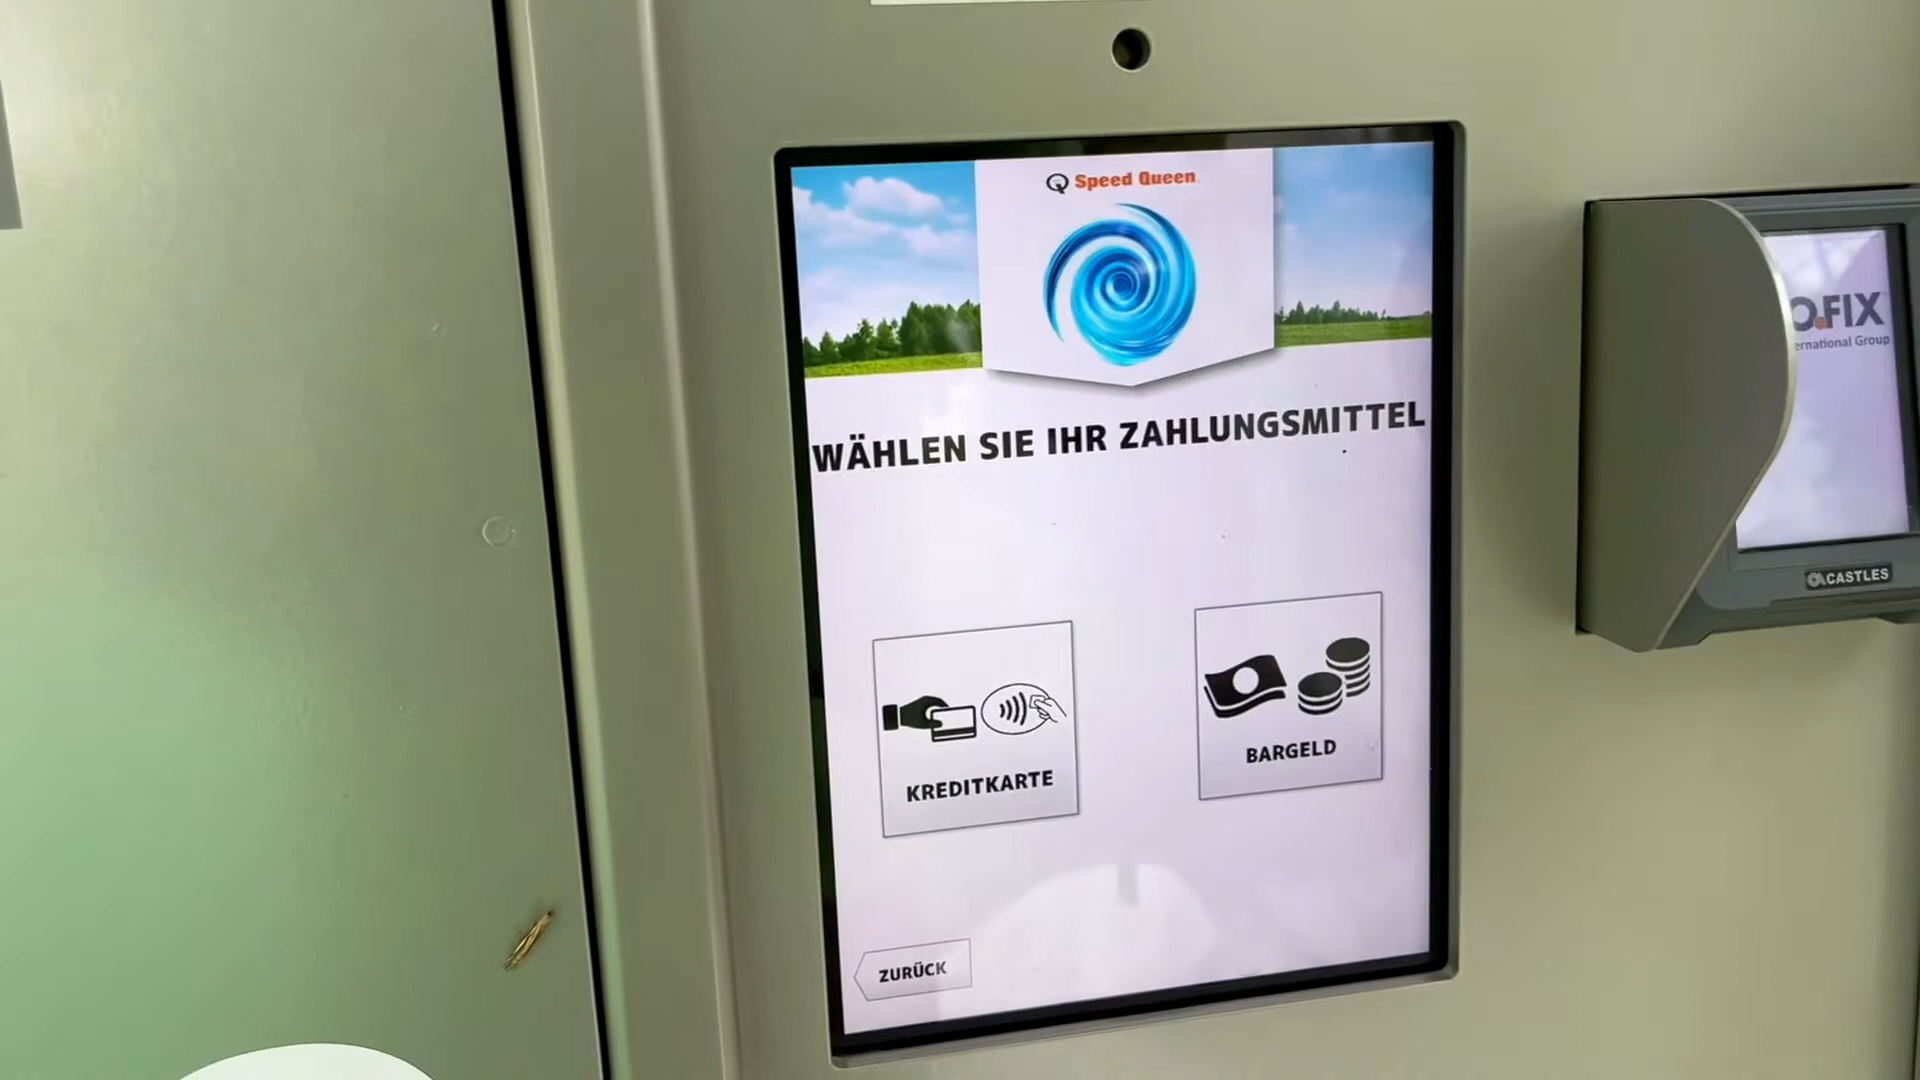 Speed Queen
WÄHLEN SIE IHR ZAHLUNGSMITTEL
KREDITKARTE
BARGELD
ZURÜCK
O.FIX
ernational Group
CASTLES